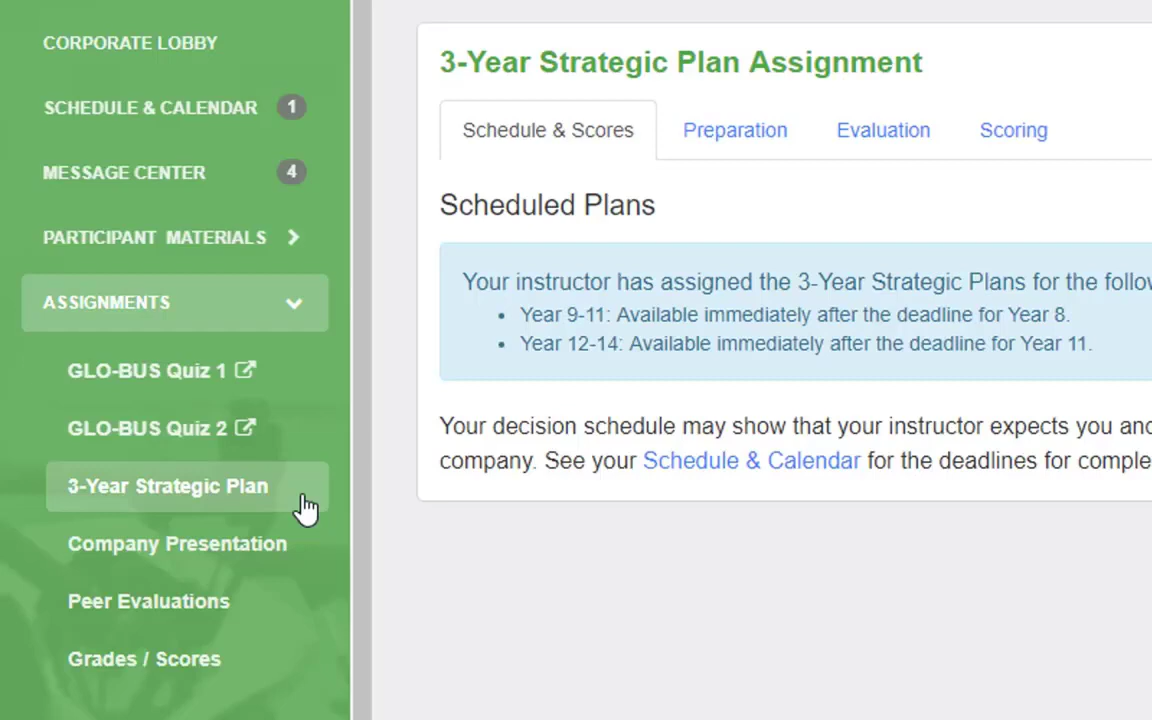 CORPORATE LOBBY
SCHEDULE & CALENDAR 1
MESSAGE CENTER 4
PARTICIPANT MATERIALS
ASSIGNMENTS
GLO-BUS Quiz 1
GLO-BUS Quiz 2
3-Year Strategic Plan
Company Presentation
Peer Evaluations
Grades / Scores
3-Year Strategic Plan Assignment
Schedule & Scores Preparation Evaluation Scoring
Scheduled Plans
Your instructor has assigned the 3-Year Strategic Plans for the
• Year 9-11: Available immediately after the deadline for Year 8.
• Year 12-14: Available immediately after the deadline for Year 11.
Your decision schedule may show that your instructor expects you
company. See your Schedule & Calendar for the deadlines for